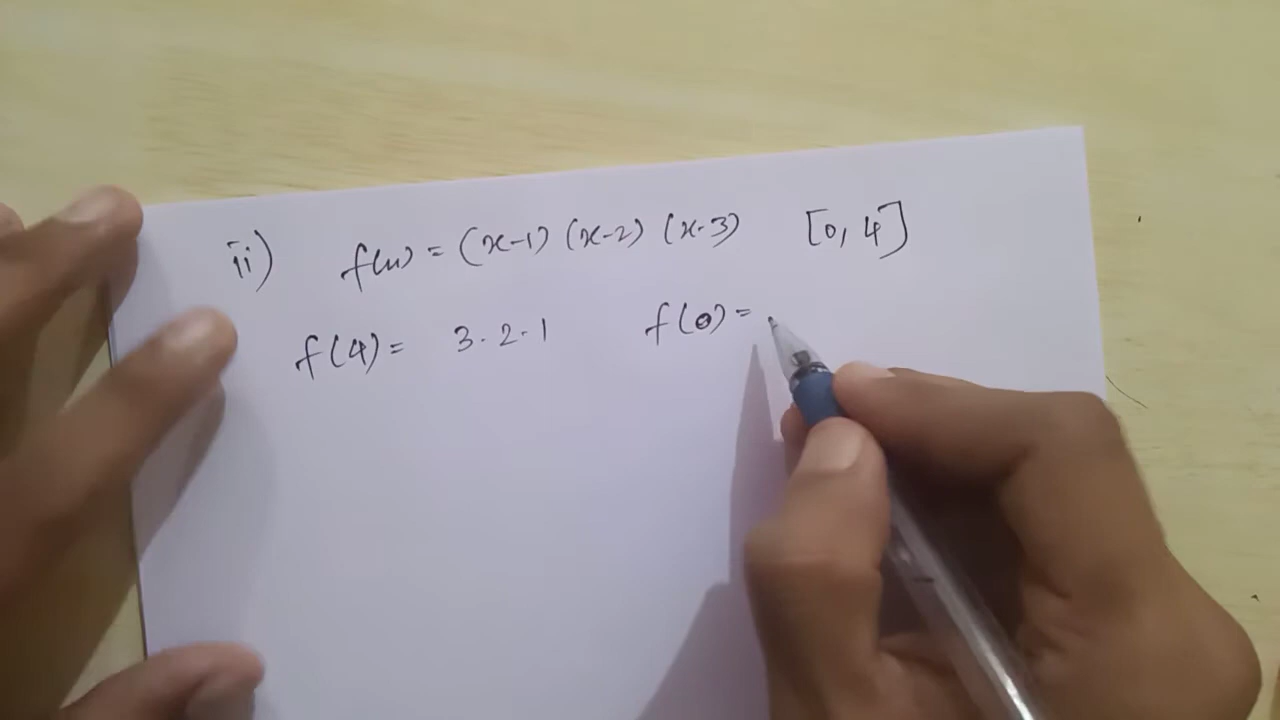 ii) f(x) = (x-1) (x-2) (x-3) [0, 4]
f(4) = 3·2·1 f(0) =